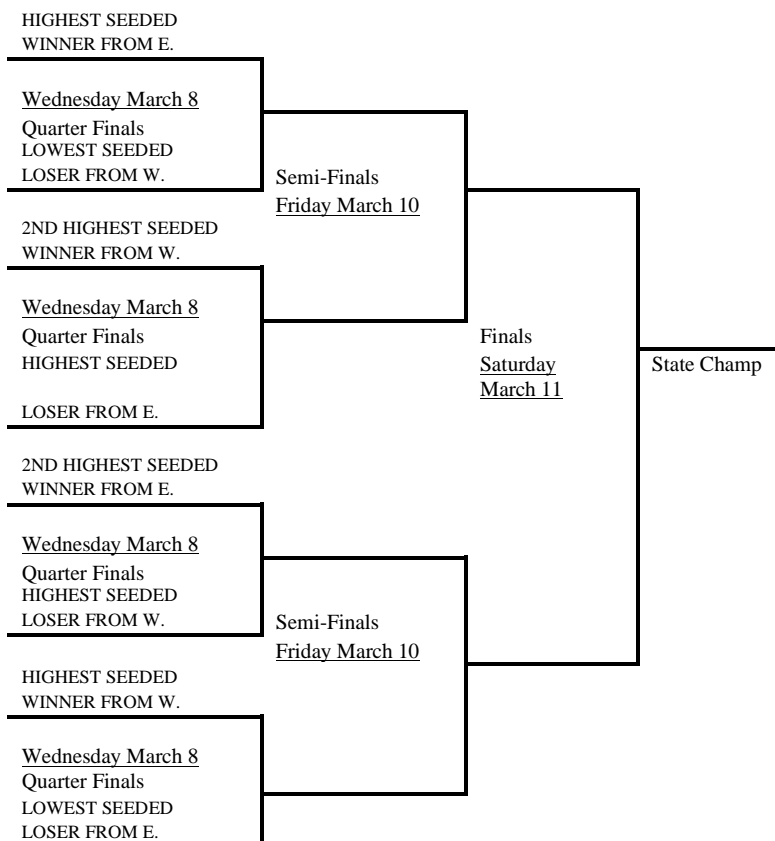 HIGHEST SEEDED
WINNER FROM E.
Wednesday March 8
Quarter Finals
LOWEST SEEDED
LOSER FROM W.
Semi-Finals
Friday March 10
2ND HIGHEST SEEDED
WINNER FROM W.
Wednesday March 8
Quarter Finals
HIGHEST SEEDED
LOSER FROM E.
Finals
Saturday
March 11
State Champ
2ND HIGHEST SEEDED
WINNER FROM E.
Wednesday March 8
Quarter Finals
HIGHEST SEEDED
LOSER FROM W.
Semi-Finals
Friday March 10
HIGHEST SEEDED
WINNER FROM W.
Wednesday March 8
Quarter Finals
LOWEST SEEDED
LOSER FROM E.